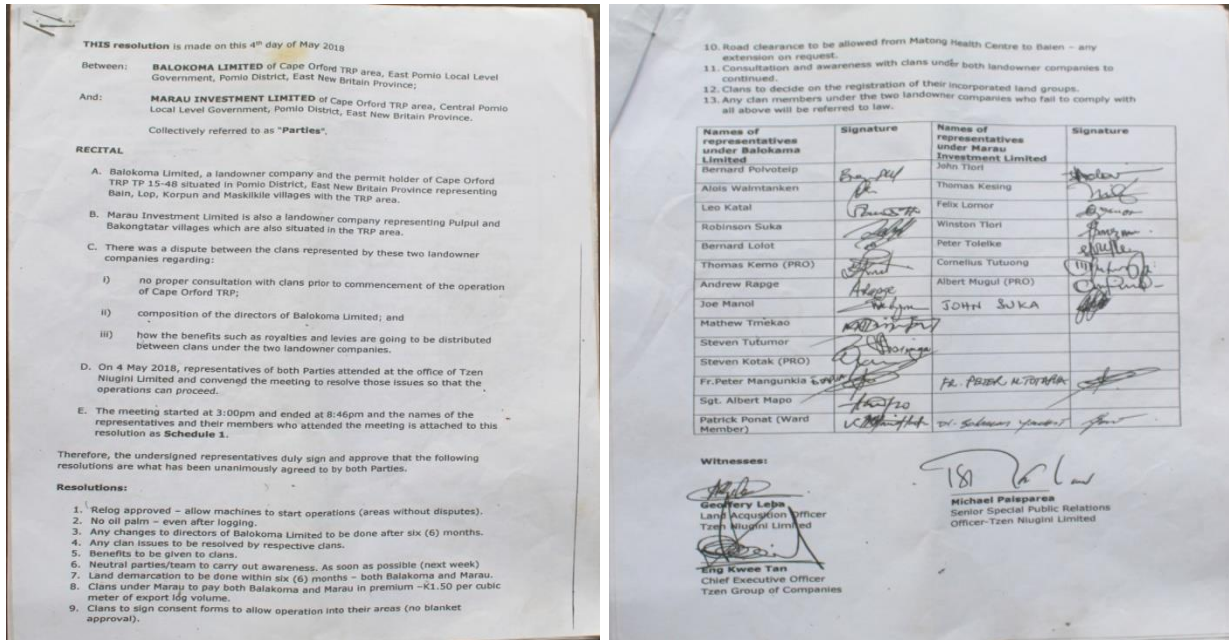 THIS resolution is made on this 4th day of May 2018
Between: BALOKOMA LIMITED of Cape Orford TRP area, East Pomio Local Level
Government, Pomio District, East New Britain Province;
And: MARAU INVESTMENT LIMITED of Cape Orford TRP area, Central Pomio
Local Level Government, Pomio District, East New Britain Province.
Collectively referred to as "Parties".
RECITAL
A. Balokoma Limited, a landowner company and the permit holder of Cape Orford
TRP TP 15-48 situated in Pomio District, East New Britain Province representing
Bain, Lop, Korpun and Maskilkile villages with the TRP area.
B. Marau Investment Limited is also a landowner company representing Pulpul and
Bakongtatar villages which are also situated in the TRP area.
C. There was a dispute between the clans represented by these two landowner
companies regarding:
i) no proper consultation with clans prior to commencement of the operation
of Cape Orford TRP;
ii) composition of the directors of Balokoma Limited; and
iii) how the benefits such as royalties and levies are going to be distributed
between clans under the two landowner companies.
D. On 4 May 2018, representatives of both Parties attended at the office of Tzen
Niugini Limited and convened the meeting to resolve those issues so that the
operations can proceed.
E. The meeting started at 3:00pm and ended at 8:46pm and the names of the
representatives and their members who attended the meeting is attached to this
resolution as Schedule 1.
Therefore, the undersigned representatives duly sign and approve that the following
resolutions are what has been unanimously agreed to by both Parties.
Resolutions:
1. Relog approved – allow machines to start operations (areas without disputes).
2. No oil palm – even after logging.
3. Any changes to directors of Balokoma Limited to be done after six (6) months.
4. Any clan issues to be resolved by respective clans.
5. Benefits to be given to clans.
6. Neutral parties/team to carry out awareness. As soon as possible (next week)
7. Land demarcation to be done within six (6) months – both Balakoma and Marau.
8. Clans under Marau to pay both Balakoma and Marau in premium –K1.50 per cubic
meter of export log volume.
9. Clans to sign consent forms to allow operation into their areas (no blanket
approval).
10. Road clearance to be allowed from Matong Health Centre to Baien – any
extension on request.
11. Consultation and awareness with clans under both landowner companies to
continued.
12. Clans to decide on the registration of their incorporated land groups.
13. Any clan members under the two landowner companies who fail to comply with
all above will be referred to law.
Names of representatives under Balakama Limited Signature Names of representatives under Marau Investment Limited Signature
Bernard Polvoteip John Tlori
Alois Walmtanken Thomas Kesing
Leo Katal Felix Lomor
Robinson Suka Winston Tlori
Bernard Lolot Peter Tolelke
Thomas Kemo (PRO) Cornelius Tutuong
Andrew Rapge Albert Mugul (PRO)
Joe Manol JOHN SUKA
Mathew Tmekao
Steven Tutumor
Steven Kotak (PRO)
Fr.Peter Mangunkia FR. PETER
Sgt. Albert Mapo
Patrick Ponat (Ward
Member)
Witnesses:
Geoffery Leba
Land Acqusition Officer
Tzen Niugini Limited
Michael Paisparea
Senior Special Public Relations
Officer-Tzen Niugini Limited
Eng Kwee Tan
Chief Executive Officer
Tzen Group of Companies